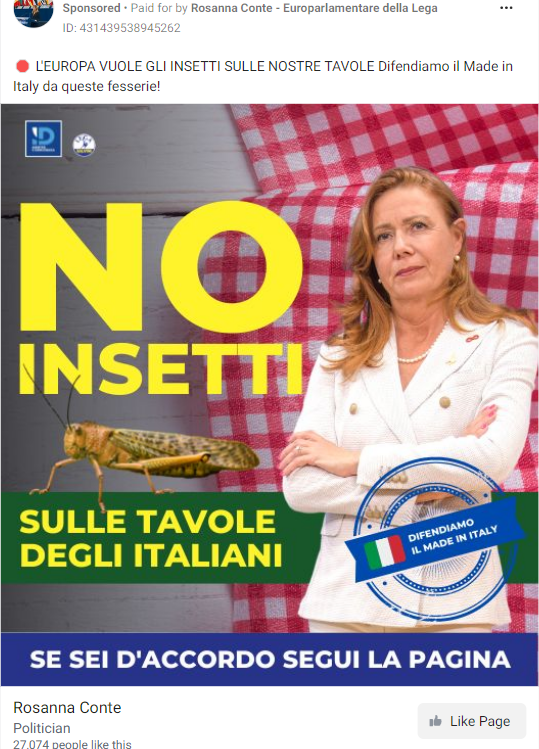 Sponsored • Paid for by Rosanna Conte - Europarlamentare della Lega
ID: 431439538945262
L'EUROPA VUOLE GLI INSETTI SULLE NOSTRE TAVOLE Difendiamo il Made in
Italy da queste fesserie!
ID
NO
INSETTI
SULLE TAVOLE
DEGLI ITALIANI
DIFENDIAMO
IL MADE IN ITALY
SE SEI D'ACCORDO SEGUI LA PAGINA
Rosanna Conte
Politician
27,074 people like this
Like Page